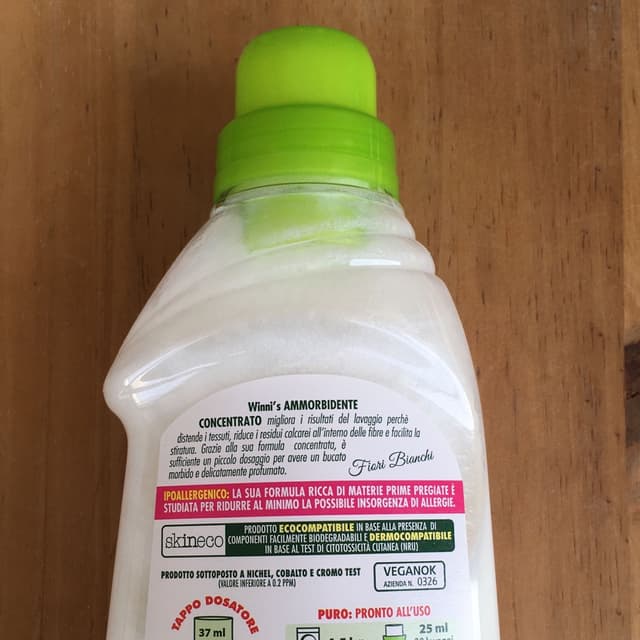 Winni's AMMORBIDENTE
CONCENTRATO migliora i risultati del lavaggio perchè
distende i tessuti, riduce i residui calcarei all'interno delle fibre e facilita la
stiratura. Grazie alla sua formula concentrata, è
sufficiente un piccolo dosaggio per avere un bucato
morbido e delicatamente profumato.
Fiori Bianchi
IPOALLERGENICO: LA SUA FORMULA RICCA DI MATERIE PRIME PREGIATE È
STUDIATA PER RIDURRE AL MINIMO LA POSSIBILE INSORGENZA DI ALLERGIE.
skineco
PRODOTTO ECOCOMPATIBILE IN BASE ALLA PRESENZA DI
COMPONENTI FACILMENTE BIODEGRADABILI E DERMOCOMPATIBILE
IN BASE AL TEST DI CITOTOSSICITÀ CUTANEA (NRU)
PRODOTTO SOTTOPOSTO A NICHEL, COBALTO E CROMO TEST
(VALORE INFERIORE A 0.2 PPM)
VEGANOK
AZIENDA N. 0326
TAPPO DOSATORE
37 ml
PURO: PRONTO ALL'USO
25 ml